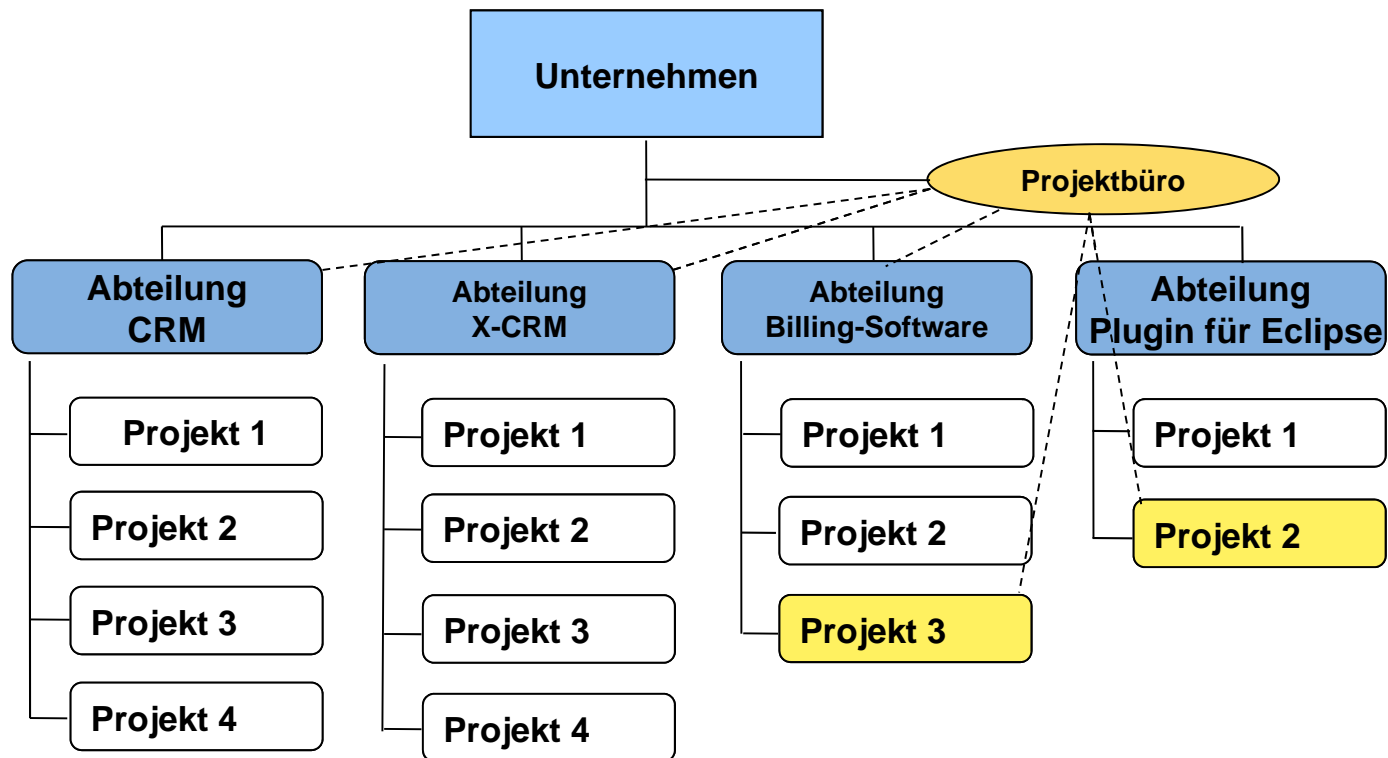 Unternehmen
Projektbüro
Abteilung
CRM
Abteilung
X-CRM
Abteilung
Billing-Software
Abteilung
Plugin für Eclipse
Projekt 1
Projekt 2
Projekt 3
Projekt 4
Projekt 1
Projekt 2
Projekt 3
Projekt 4
Projekt 1
Projekt 2
Projekt 3
Projekt 1
Projekt 2